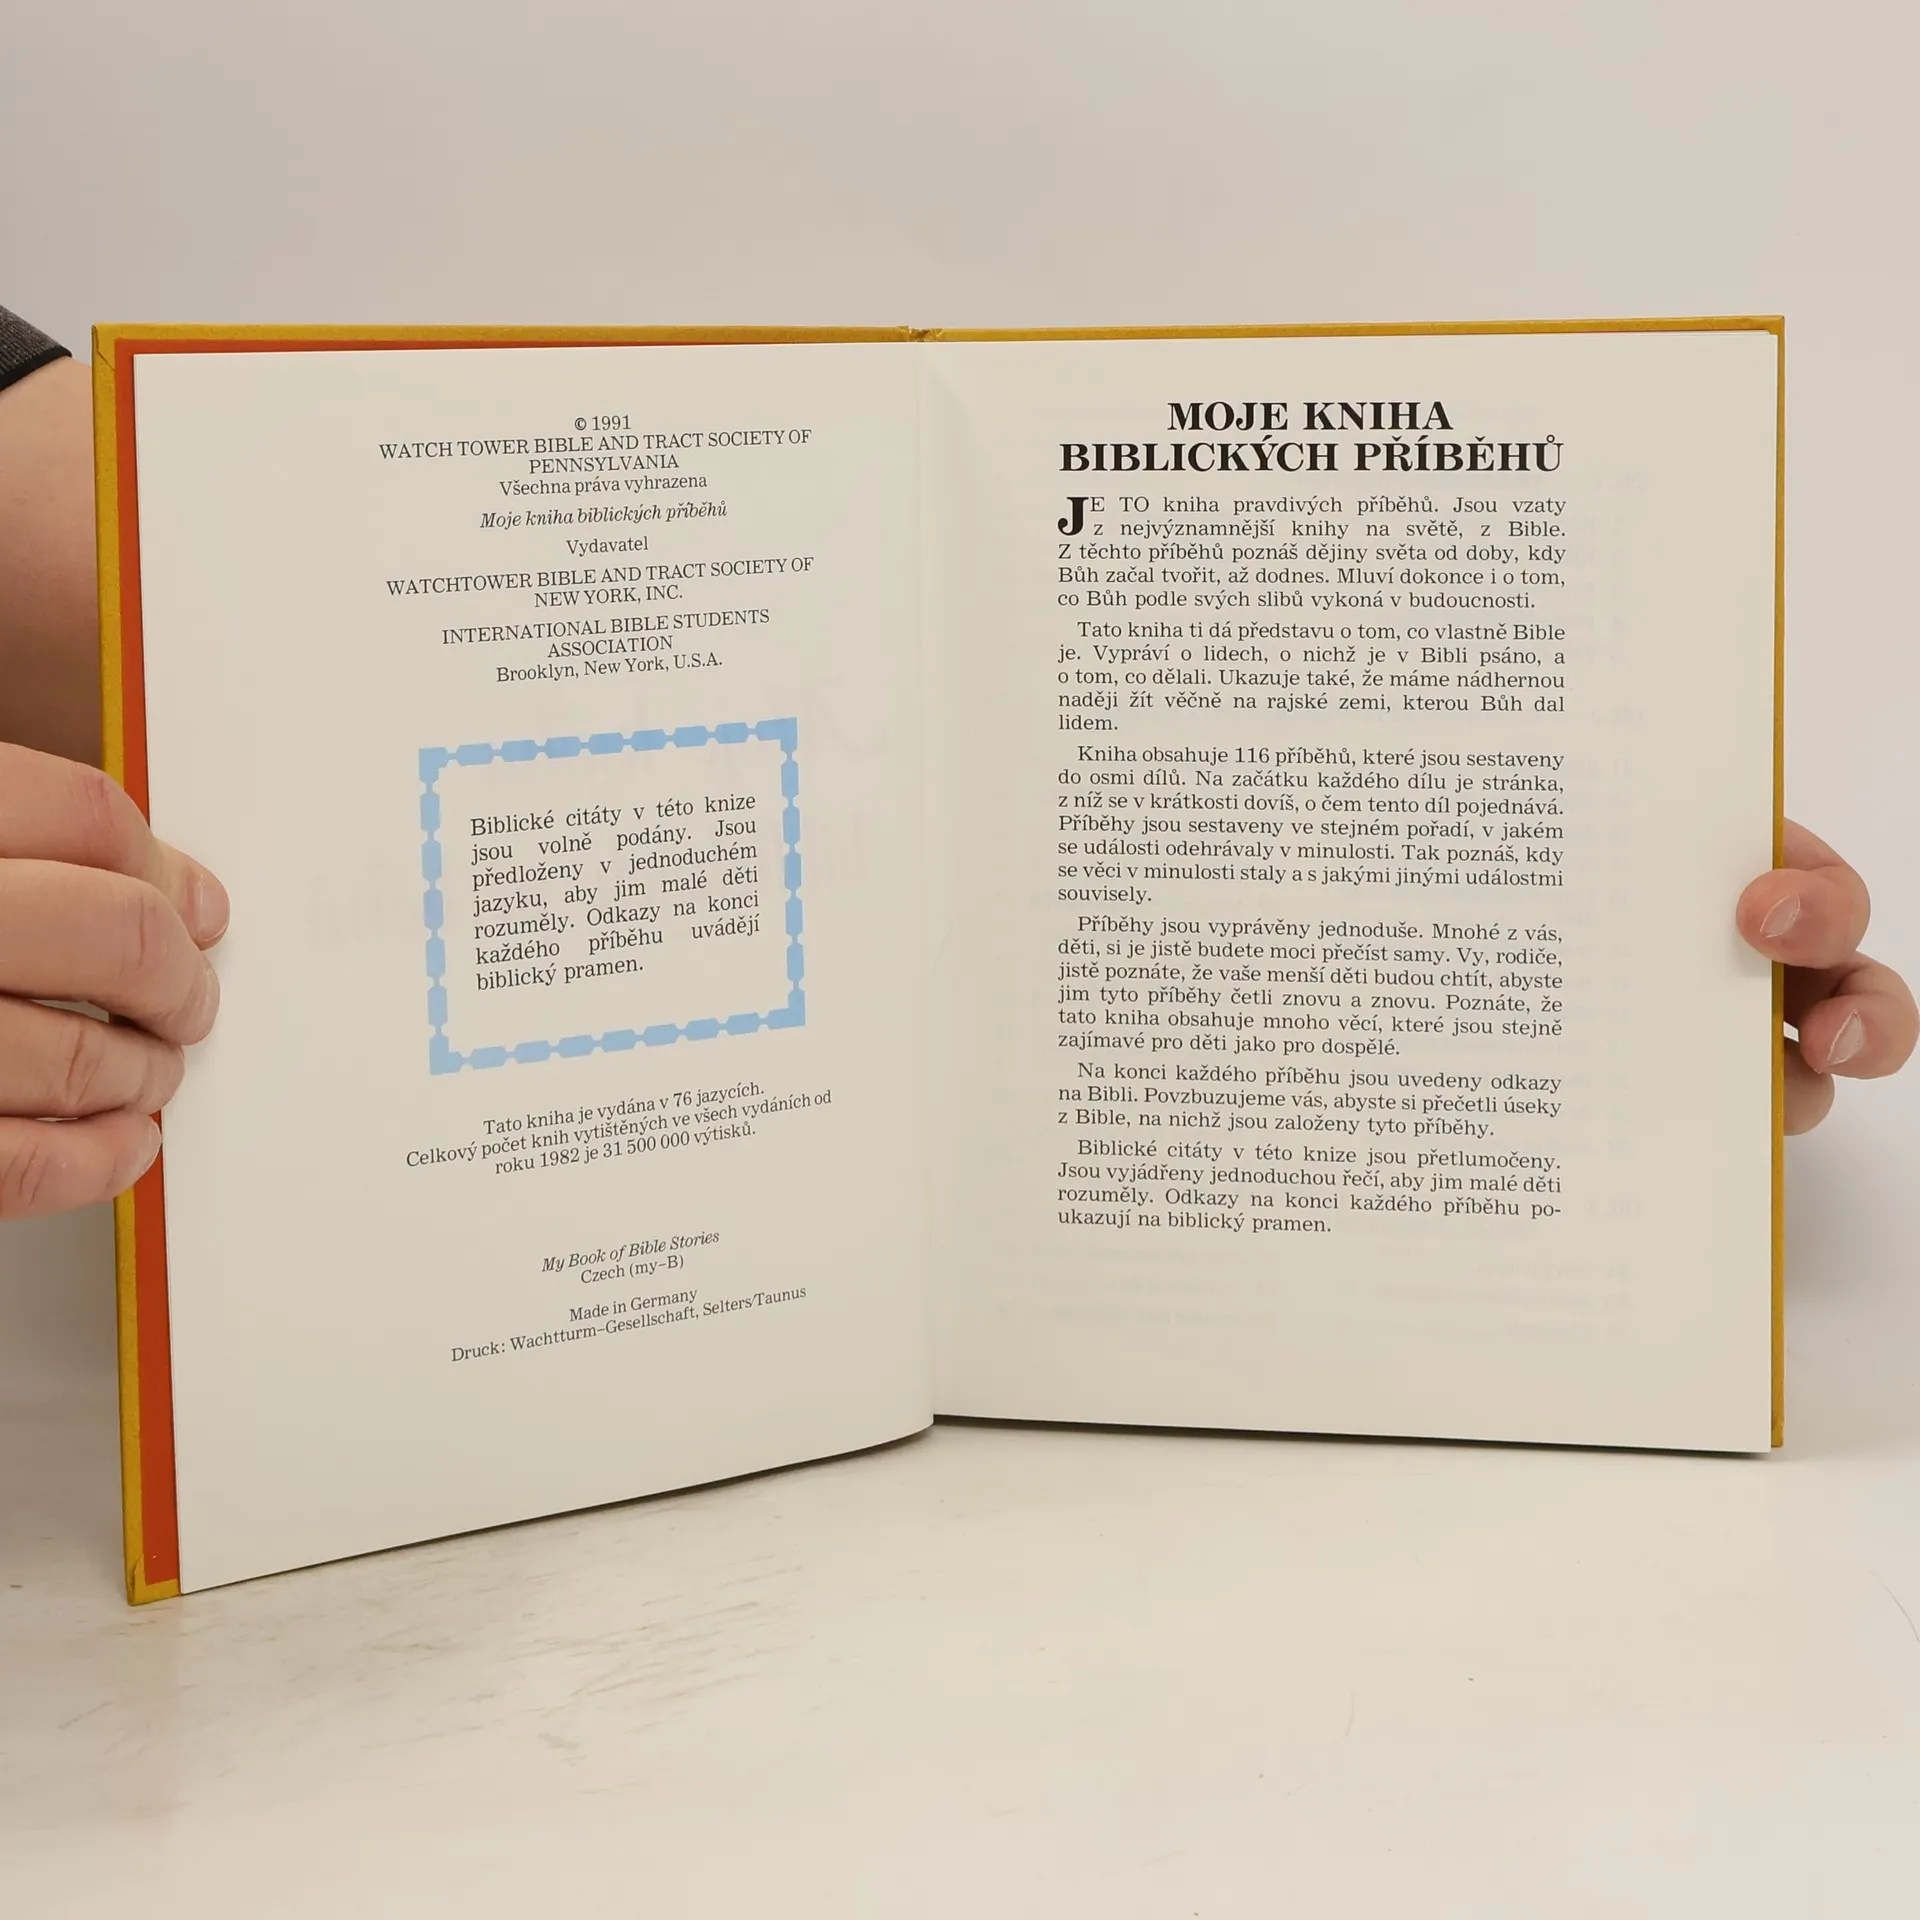 © 1991
WATCH TOWER BIBLE AND TRACT SOCIETY OF
PENNSYLVANIA
Všechna práva vyhrazena
Moje kniha biblických příběhů
Vydavatel
WATCHTOWER BIBLE AND TRACT SOCIETY OF
NEW YORK, INC.
INTERNATIONAL BIBLE STUDENTS
ASSOCIATION
Brooklyn, New York, U.S.A.
Biblické citáty v této knize
jsou volně podány. Jsou
předloženy v jednoduchém
jazyku, aby jim malé děti
rozuměly. Odkazy na konci
každého příběhu uvádějí
biblický pramen.
Tato kniha je vydána v 76 jazycích.
Celkový počet knih vytištěných ve všech vydáních od
roku 1982 je 31 500 000 výtisků.
My Book of Bible Stories
Czech (my–B)
Made in Germany
Druck: Wachtturm–Gesellschaft, Selters/Taunus
MOJE KNIHA
BIBLICKÝCH PŘÍBĚHŮ
JE TO kniha pravdivých příběhů. Jsou vzaty
z nejvýznamnější knihy na světě, z Bible.
Z těchto příběhů poznáš dějiny světa od doby, kdy
Bůh začal tvořit, až dodnes. Mluví dokonce i o tom,
co Bůh podle svých slibů vykoná v budoucnosti.
Tato kniha ti dá představu o tom, co vlastně Bible
je. Vypráví o lidech, o nichž je v Bibli psáno, a
o tom, co dělali. Ukazuje také, že máme nádhernou
naději žít věčně na rajské zemi, kterou Bůh dal
lidem.
Kniha obsahuje 116 příběhů, které jsou sestaveny
do osmi dílů. Na začátku každého dílu je stránka,
z níž se v krátkosti dovíš, o čem tento díl pojednává.
Příběhy jsou sestaveny ve stejném pořadí, v jakém
se události odehrávaly v minulosti. Tak poznáš, kdy
se věci v minulosti staly a s jakými jinými událostmi
souvisely.
Příběhy jsou vyprávěny jednoduše. Mnohé z vás,
děti, si je jistě budete moci přečíst samy. Vy, rodiče,
jistě poznáte, že vaše menší děti budou chtít, abyste
jim tyto příběhy četli znovu a znovu. Poznáte, že
tato kniha obsahuje mnoho věcí, které jsou stejně
zajímavé pro děti jako pro dospělé.
Na konci každého příběhu jsou uvedeny odkazy
na Bibli. Povzbuzujeme vás, abyste si přečetli úseky
z Bible, na nichž jsou založeny tyto příběhy.
Biblické citáty v této knize jsou přetlumočeny.
Jsou vyjádřeny jednoduchou řečí, aby jim malé děti
rozuměly. Odkazy na konci každého příběhu po-
ukazují na biblický pramen.